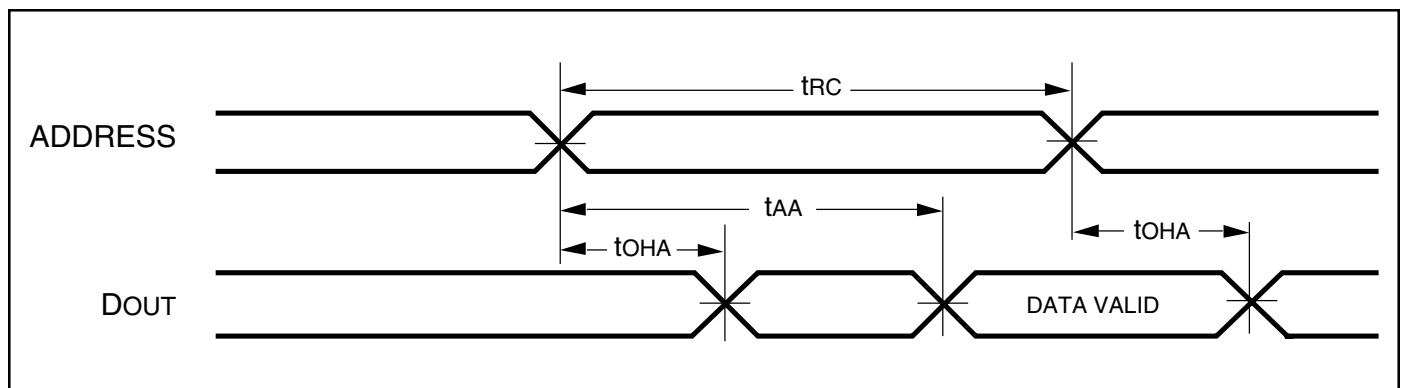 tRC
ADDRESS
tAA
tOHA
tOHA
DOUT
DATA VALID